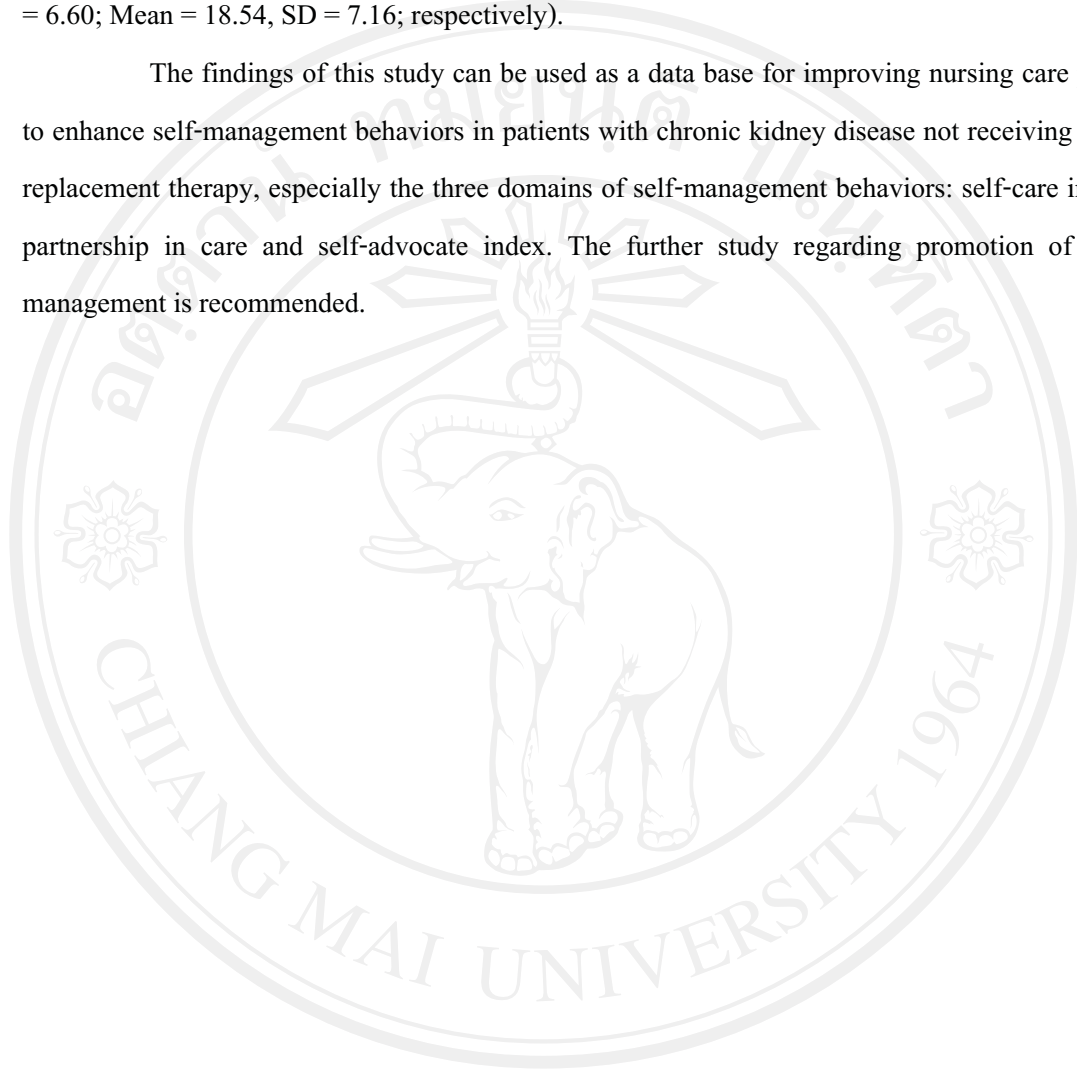 = 6.60; Mean = 18.54, SD = 7.16; respectively).
The findings of this study can be used as a data base for improving nursing care
to enhance self-management behaviors in patients with chronic kidney disease not receiving
replacement therapy, especially the three domains of self-management behaviors: self-care
partnership in care and self-advocate index. The further study regarding promotion of
management is recommended.
CHIANG MAI UNIVERSITY 1964